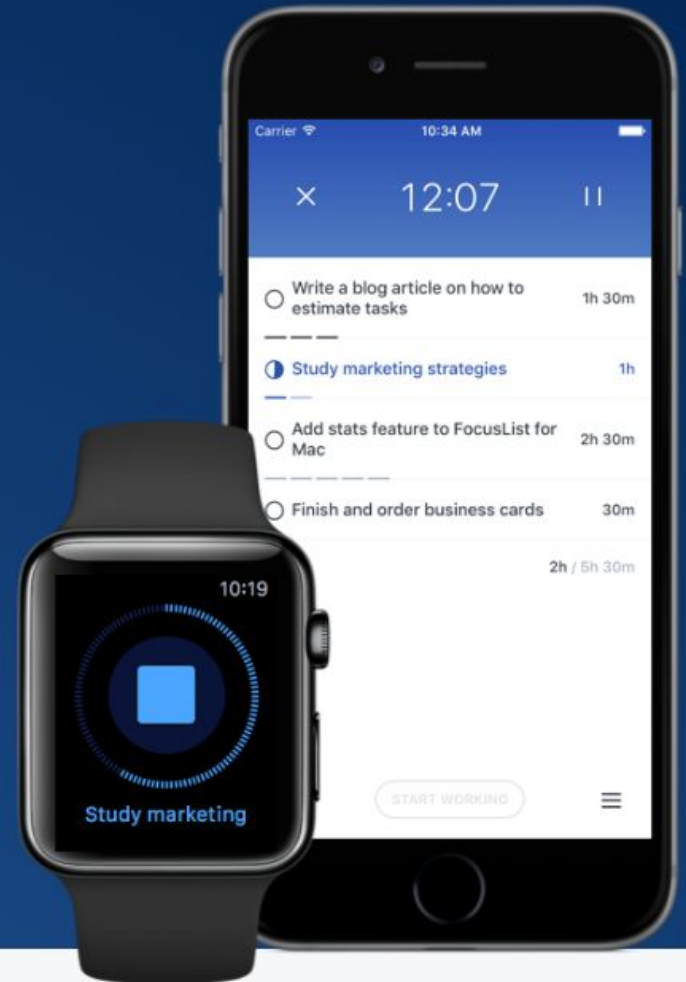 Carrier 10:34 AM
12:07
Write a blog article on how to
estimate tasks
1h 30m
Study marketing strategies 1h
Add stats feature to FocusList for
Mac
2h 30m
Finish and order business cards 30m
2h / 5h 30m
START WORKING
10:19
Study marketing